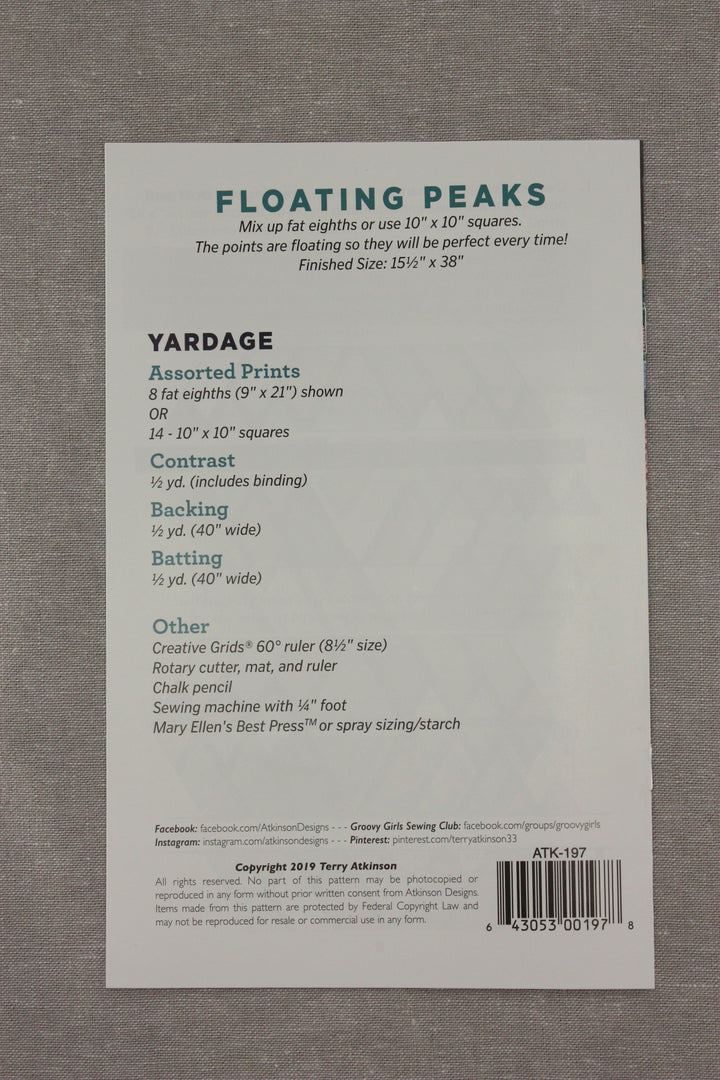 FLOATING PEAKS
Mix up fat eighths or use 10" x 10" squares.
The points are floating so they will be perfect every time!
Finished Size: 15½" x 38"
YARDAGE
Assorted Prints
8 fat eighths (9" x 21") shown
OR
14 - 10" x 10" squares
Contrast
½ yd. (includes binding)
Backing
½ yd. (40" wide)
Batting
½ yd. (40" wide)
Other
Creative Grids® 60° ruler (8½" size)
Rotary cutter, mat, and ruler
Chalk pencil
Sewing machine with ¼" foot
Mary Ellen's Best Press™ or spray sizing/starch
Facebook: facebook.com/AtkinsonDesigns - - - Groovy Girls Sewing Club: facebook.com/groups/groovygirls
Instagram: instagram.com/atkinsondesigns - - - Pinterest: pinterest.com/terryatkinson33
Copyright 2019 Terry Atkinson
All rights reserved. No part of this pattern may be photocopied or
reproduced in any form without prior written consent from Atkinson Designs.
Items made from this pattern are protected by Federal Copyright Law and
may not be reproduced for resale or commercial use in any form.
ATK-197
6 43053 00197 8